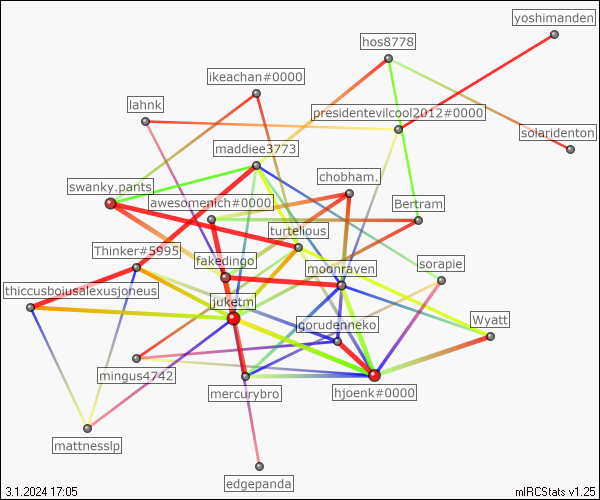 yoshimanden
hos8778
ikeachan#0000
lahnk
presidentevilcool2012#0000
solaridenton
maddiee3773
chobham.
swanky.pants
awesomenich#0000
Bertram
turtelious
Thinker#5995
fakedingo
moonraven
sorapie
thiccusboiusalexusjoneus
juketm
gorudenneko
Wyatt
mingus4742
mercurybro
hjoenk#0000
mattnesslp
edgepanda
3.1.2024 17:05
mIRCStats v1.25